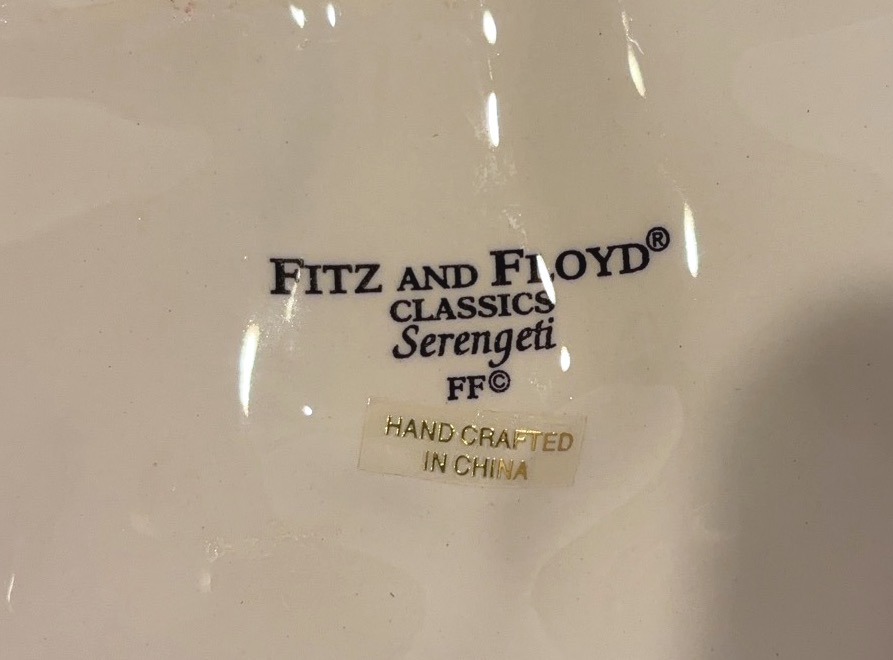 FITZ AND FLOYD®
CLASSICS
Serengeti
FF©
HAND CRAFTED
IN CHINA